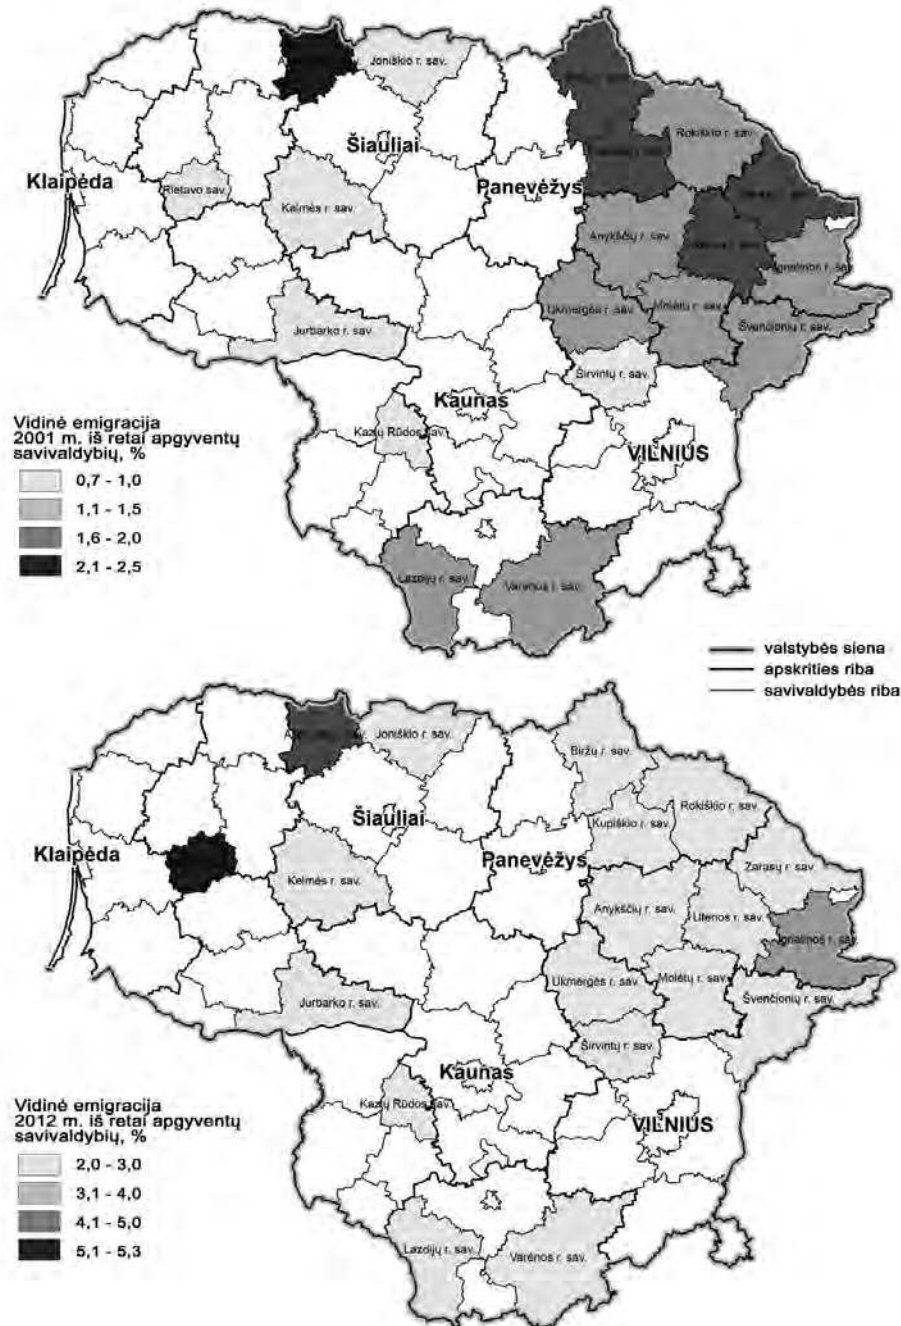 Joniškio r. sav.
Rokiškio r. sav.
Šiauliai
Klaipėda
Rietavo sav.
Panevėžys
Kelmės r. sav.
Anykščių r. sav.
Ignalinos r. sav.
Ukmergės r. sav.
Molėtų r. sav.
Švenčionių r. sav.
Jurbarko r. sav.
Širvintų r. sav.
Kaunas
Kazlų Rūdos sav.
VILNIUS
Vidinė emigracija
2001 m. iš retai apgyventų
savivaldybių, %
0,7 - 1,0
1,1 - 1,5
1,6 - 2,0
2,1 - 2,5
Lazdijų r. sav.
Varėnos r. sav.
valstybės siena
apskrities riba
savivaldybės riba
Joniškio r. sav.
Biržų r. sav.
Rokiškio r. sav.
Šiauliai
Kupiškio r. sav.
Klaipėda
Panevėžys
Zarasų r. sav.
Kelmės r. sav.
Anykščių r. sav.
Utenos r. sav.
Ignalinos r. sav.
Ukmergės r. sav.
Molėtų r. sav.
Švenčionių r. sav.
Jurbarko r. sav.
Širvintų r. sav.
Kaunas
Kazlų Rūdos sav.
VILNIUS
Vidinė emigracija
2012 m. iš retai apgyventų
savivaldybių, %
2,0 - 3,0
3,1 - 4,0
4,1 - 5,0
5,1 - 5,3
Lazdijų r. sav.
Varėnos r. sav.